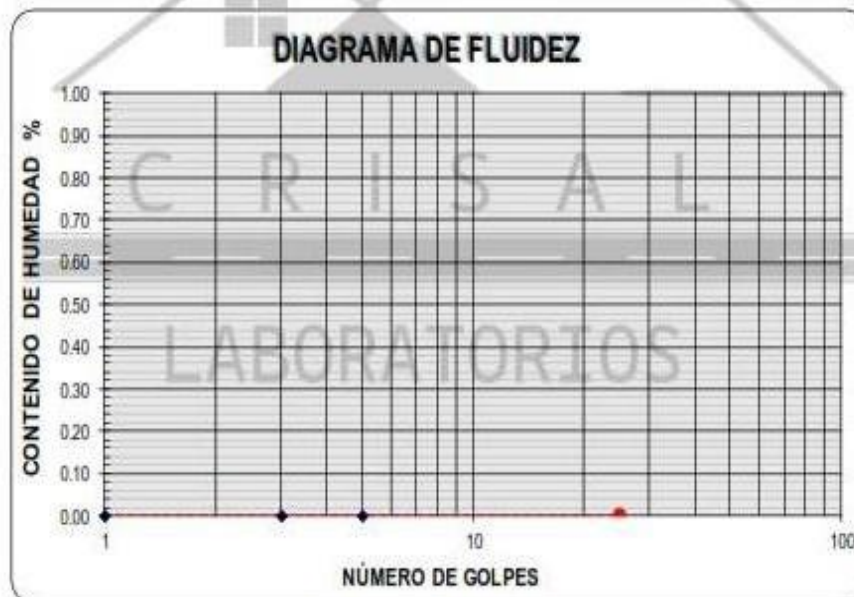 DIAGRAMA DE FLUIDEZ
CONTENIDO DE HUMEDAD %
1.00
0.90
0.80
0.70
0.60
0.50
0.40
0.30
0.20
0.10
0.00
C R I S A L
LABORATORIOS
1 10 100
NÚMERO DE GOLPES